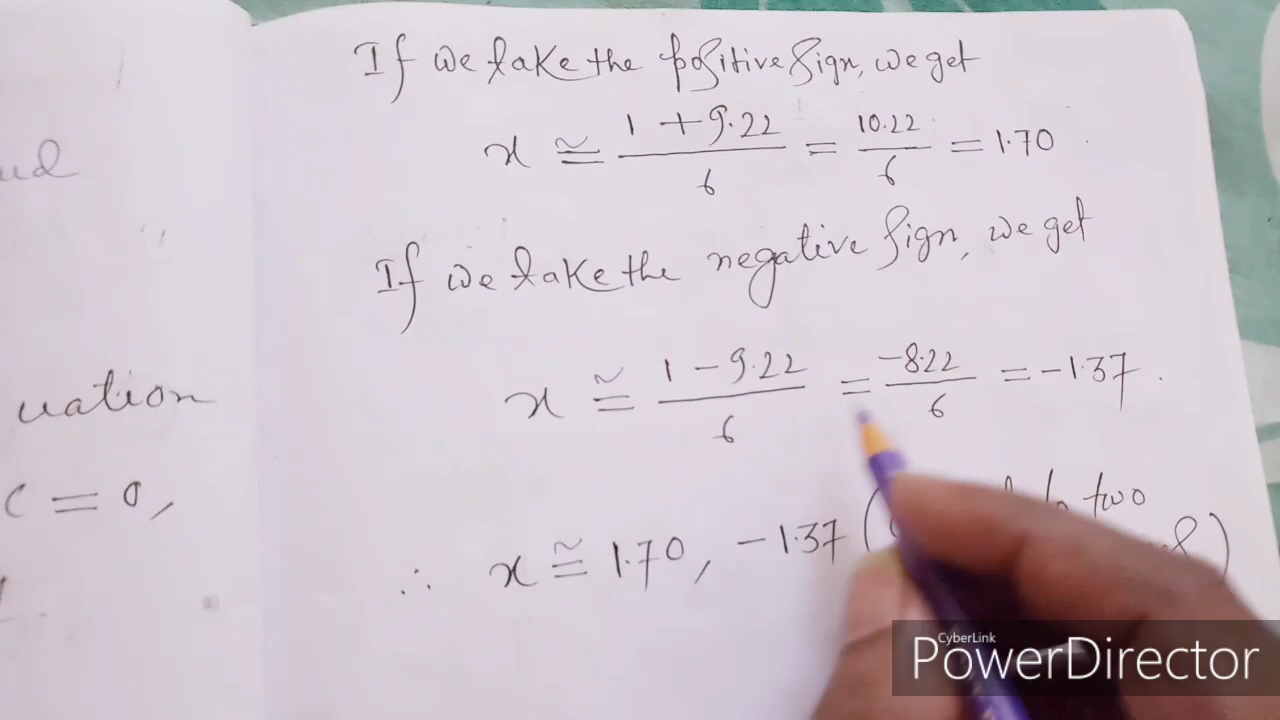 ud
uation
c = 0,
If we take the positive sign, we get
x ≅ 1 + 9.22 / 6 = 10.22 / 6 = 1.70
If we take the negative sign, we get
x ≅ 1 - 9.22 / 6 = -8.22 / 6 = -1.37.
two
∴ x ≅ 1.70, -1.37 ( )
CyberLink
PowerDirector